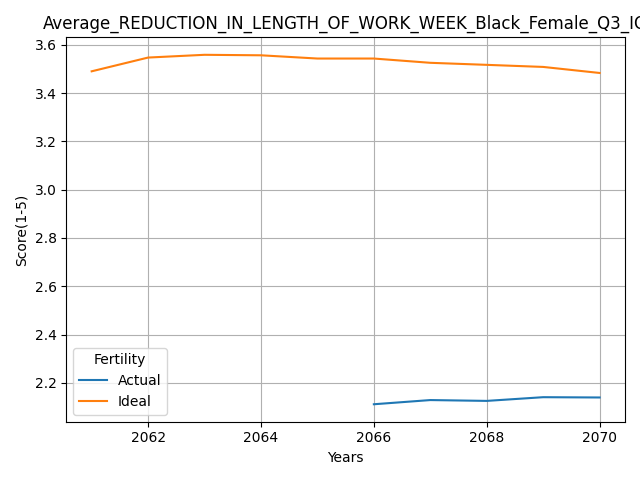 Average_REDUCTION_IN_LENGTH_OF_WORK_WEEK_Black_Female_Q3_IQ
3.6
3.4
3.2
3.0
2.8
2.6
2.4
2.2
Score(1-5)
Fertility
Actual
Ideal
2062 2064 2066 2068 2070
Years